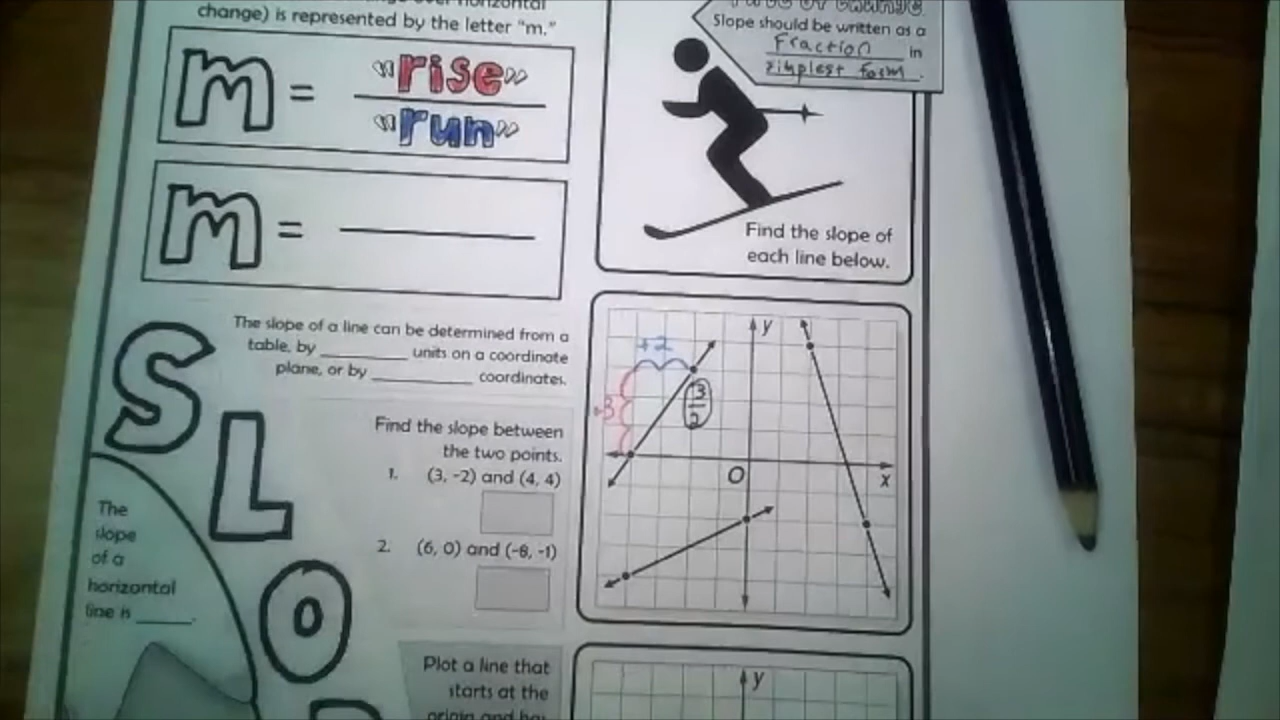 change) is represented by the letter "m."
m = "rise"
"run"
m =
Slope should be written as a
Fraction in
simplest form.
Find the slope of
each line below.
The slope of a line can be determined from a
table, by ________ units on a coordinate
plane, or by ________ coordinates.
Find the slope between
the two points.
1. (3, -2) and (4, 4)
2. (6, 0) and (-8, -1)
+2
y
3
3
2
O
x
S
L
O
The
slope
of a
horizontal
line is _____.
Plot a line that
starts at the
y